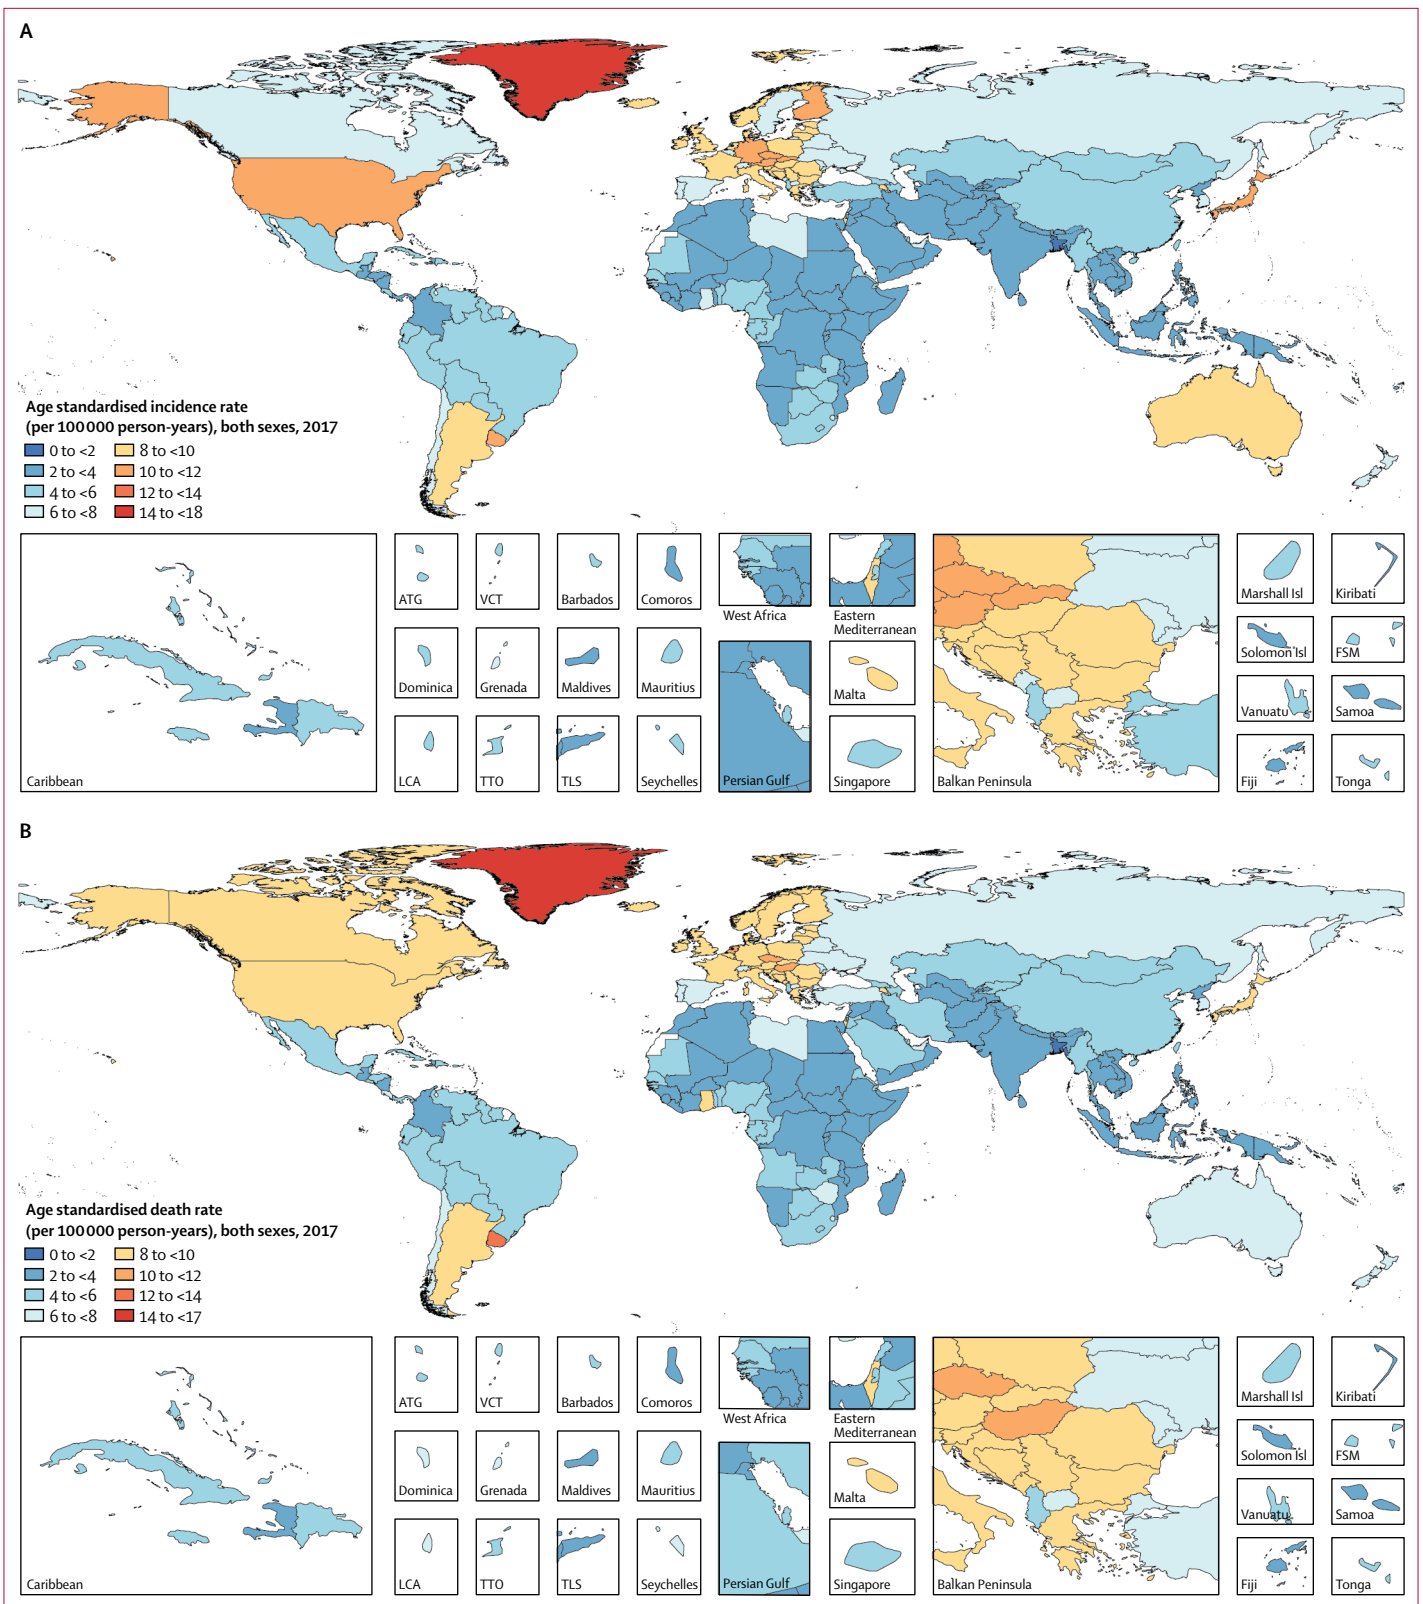 A
Age standardised incidence rate
(per 100 000 person-years), both sexes, 2017
0 to <2
8 to <10
2 to <4
10 to <12
4 to <6
12 to <14
6 to <8
14 to <18
Caribbean
ATG
VCT
Barbados
Comoros
West Africa
Eastern
Mediterranean
Dominica
Grenada
Maldives
Mauritius
Malta
LCA
TTO
TLS
Seychelles
Persian Gulf
Singapore
Balkan Peninsula
Marshall Isl
Kiribati
Solomon Isl
FSM
Vanuatu
Samoa
Fiji
Tonga
B
Age standardised death rate
(per 100 000 person-years), both sexes, 2017
0 to <2
8 to <10
2 to <4
10 to <12
4 to <6
12 to <14
6 to <8
14 to <17
Caribbean
ATG
VCT
Barbados
Comoros
West Africa
Eastern
Mediterranean
Dominica
Grenada
Maldives
Mauritius
Malta
LCA
TTO
TLS
Seychelles
Persian Gulf
Singapore
Balkan Peninsula
Marshall Isl
Kiribati
Solomon Isl
FSM
Vanuatu
Samoa
Fiji
Tonga